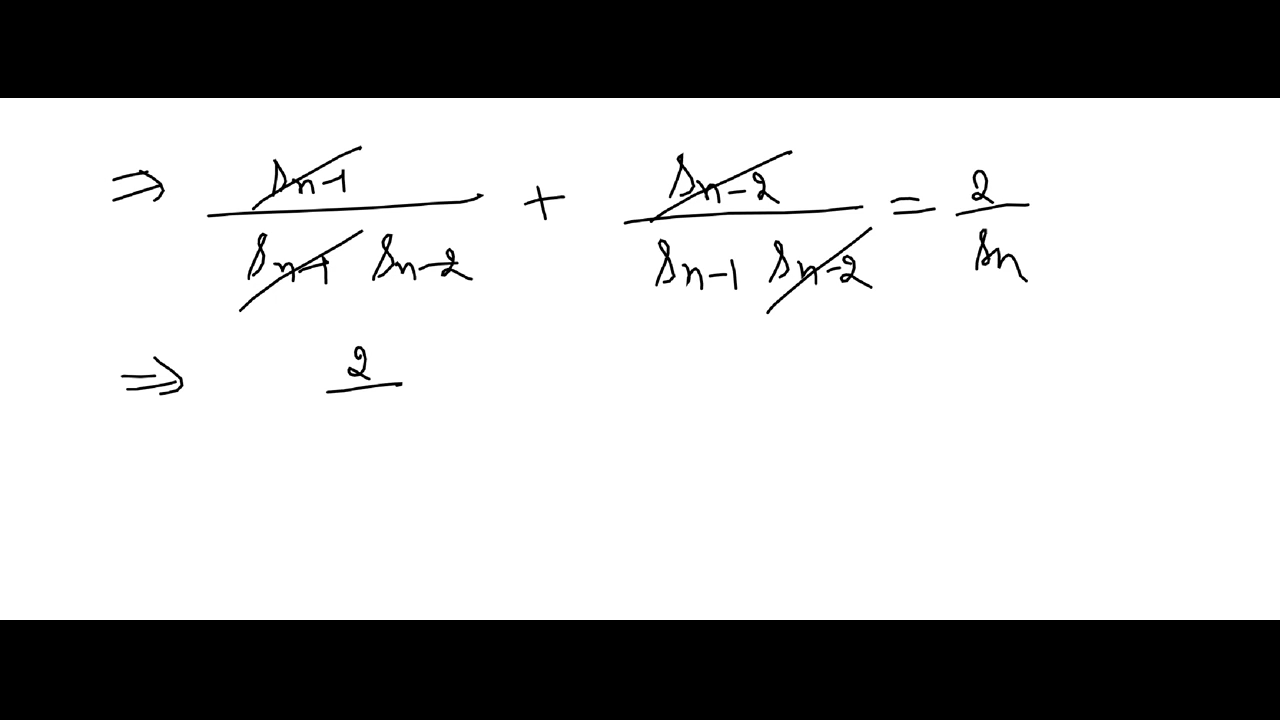 ⇒ Sn-1 / Sn-1 Sn-2 + Sn-2 / Sn-1 Sn-2 = 2 / Sn
⇒ 2